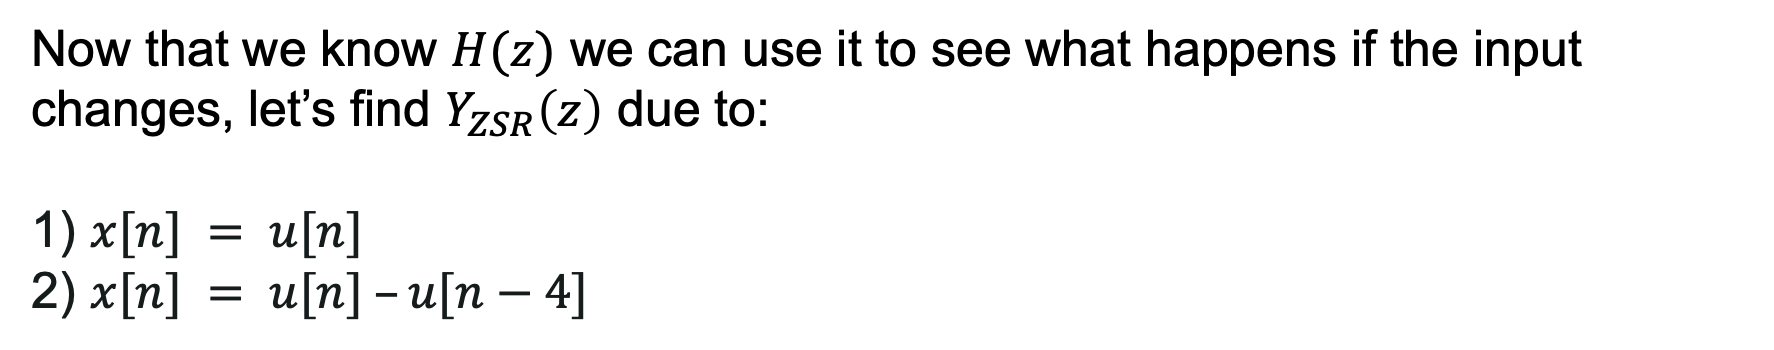 Now that we know H(z) we can use it to see what happens if the input
changes, let’s find Y_ZSR(z) due to:
1) x[n] = u[n]
2) x[n] = u[n] – u[n − 4]